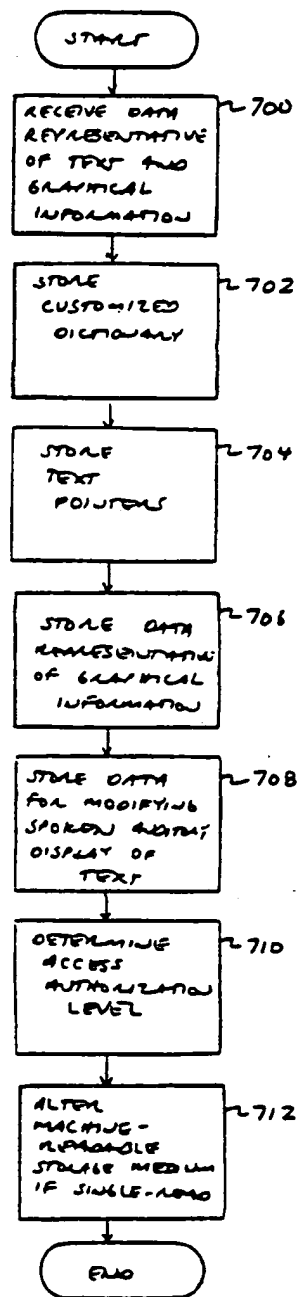 START
RECEIVE DATA
REPRESENTATIVE
OF TEXT AND
GRAPHICAL
INFORMATION
700
STORE
CUSTOMIZED
DICTIONARY
702
STORE
TEXT
POINTERS
704
STORE DATA
REPRESENTATIVE
OF GRAPHICAL
INFORMATION
706
STORE DATA
FOR MODIFYING
SPOKEN AUDITORY
DISPLAY OF
TEXT
708
DETERMINE
ACCESS
AUTHORIZATION
LEVEL
710
ALTER
MACHINE-
READABLE
STORAGE MEDIUM
IF SINGLE-READ
712
END